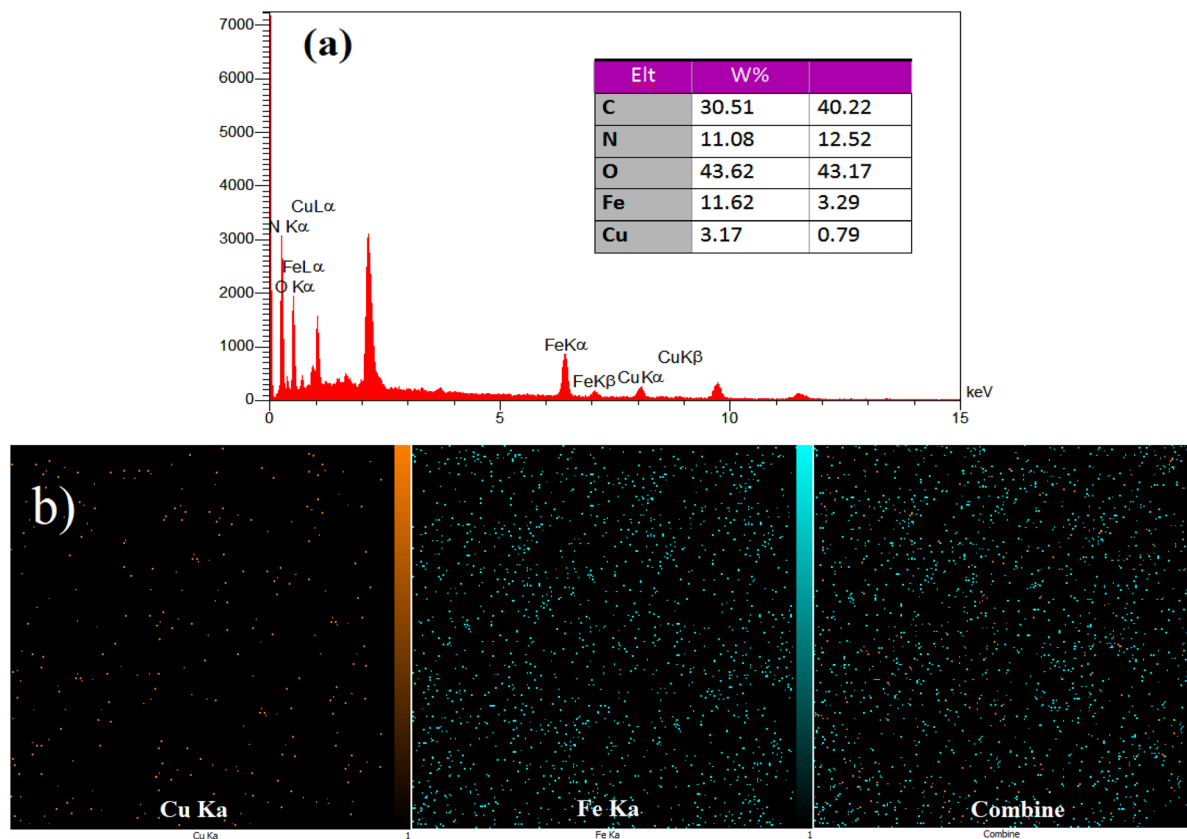 (a)
7000
6000
5000
4000
3000
2000
1000
0
CuLα
N Kα
FeLα
O Kα
FeKα
FeKβ
CuKα
CuKβ
0
5
10
15
keV
Elt W%
C 30.51 40.22
N 11.08 12.52
O 43.62 43.17
Fe 11.62 3.29
Cu 3.17 0.79
b)
Cu Ka
Fe Ka
Combine
Cu Ka 1
Fe Ka 1
Combine